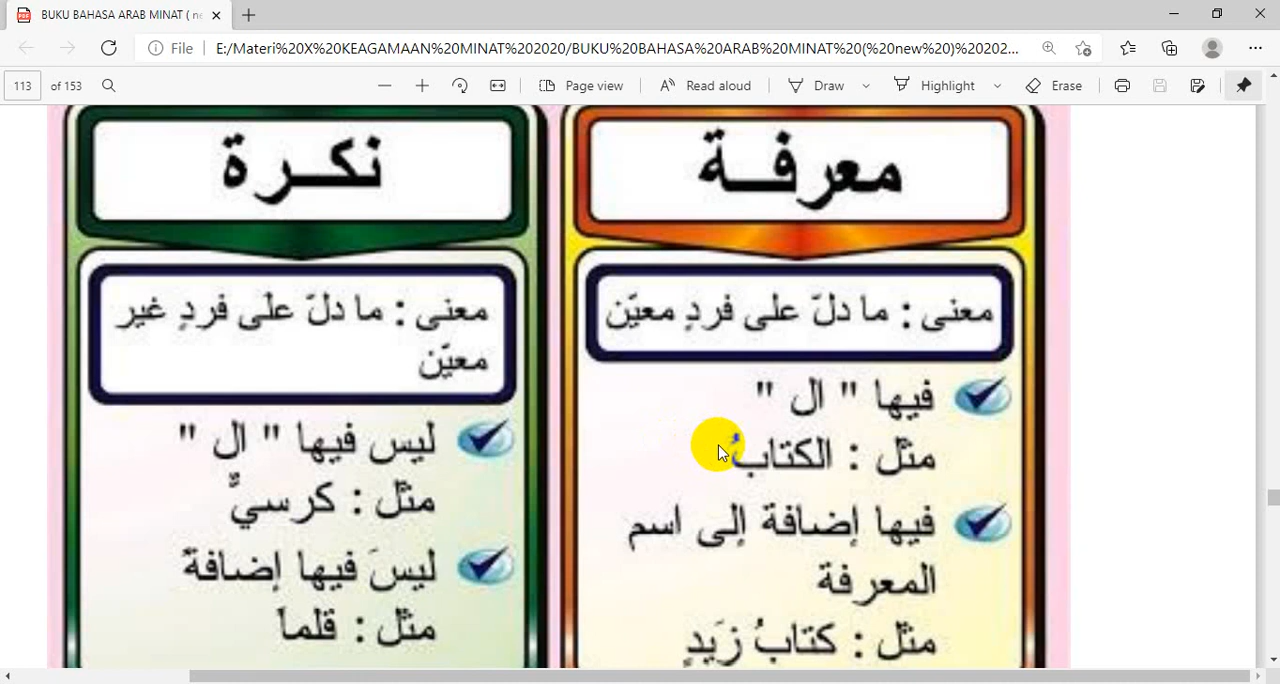 BUKU BAHASA ARAB MINAT ( ne
File
E:/Materi%20X%20KEAGAMAAN%20MINAT%202020/BUKU%20BAHASA%20ARAB%20MINAT%20(%20new%20)%20202...
113 of 153
Page view
Read aloud
Draw
Highlight
Erase
معرفــة
معنى : ما دلّ على فردٍ معيّن
فيها " ال "
مثل : الكتابُ
فيها إضافة إلى اسم
المعرفة
مثل : كتابُ زَيدٍ
نكــرة
معنى : ما دلّ على فردٍ غير
معيّن
ليس فيها " ال "
مثل : كرسيٌّ
ليسَ فيها إضافةً
مثل : قلماً